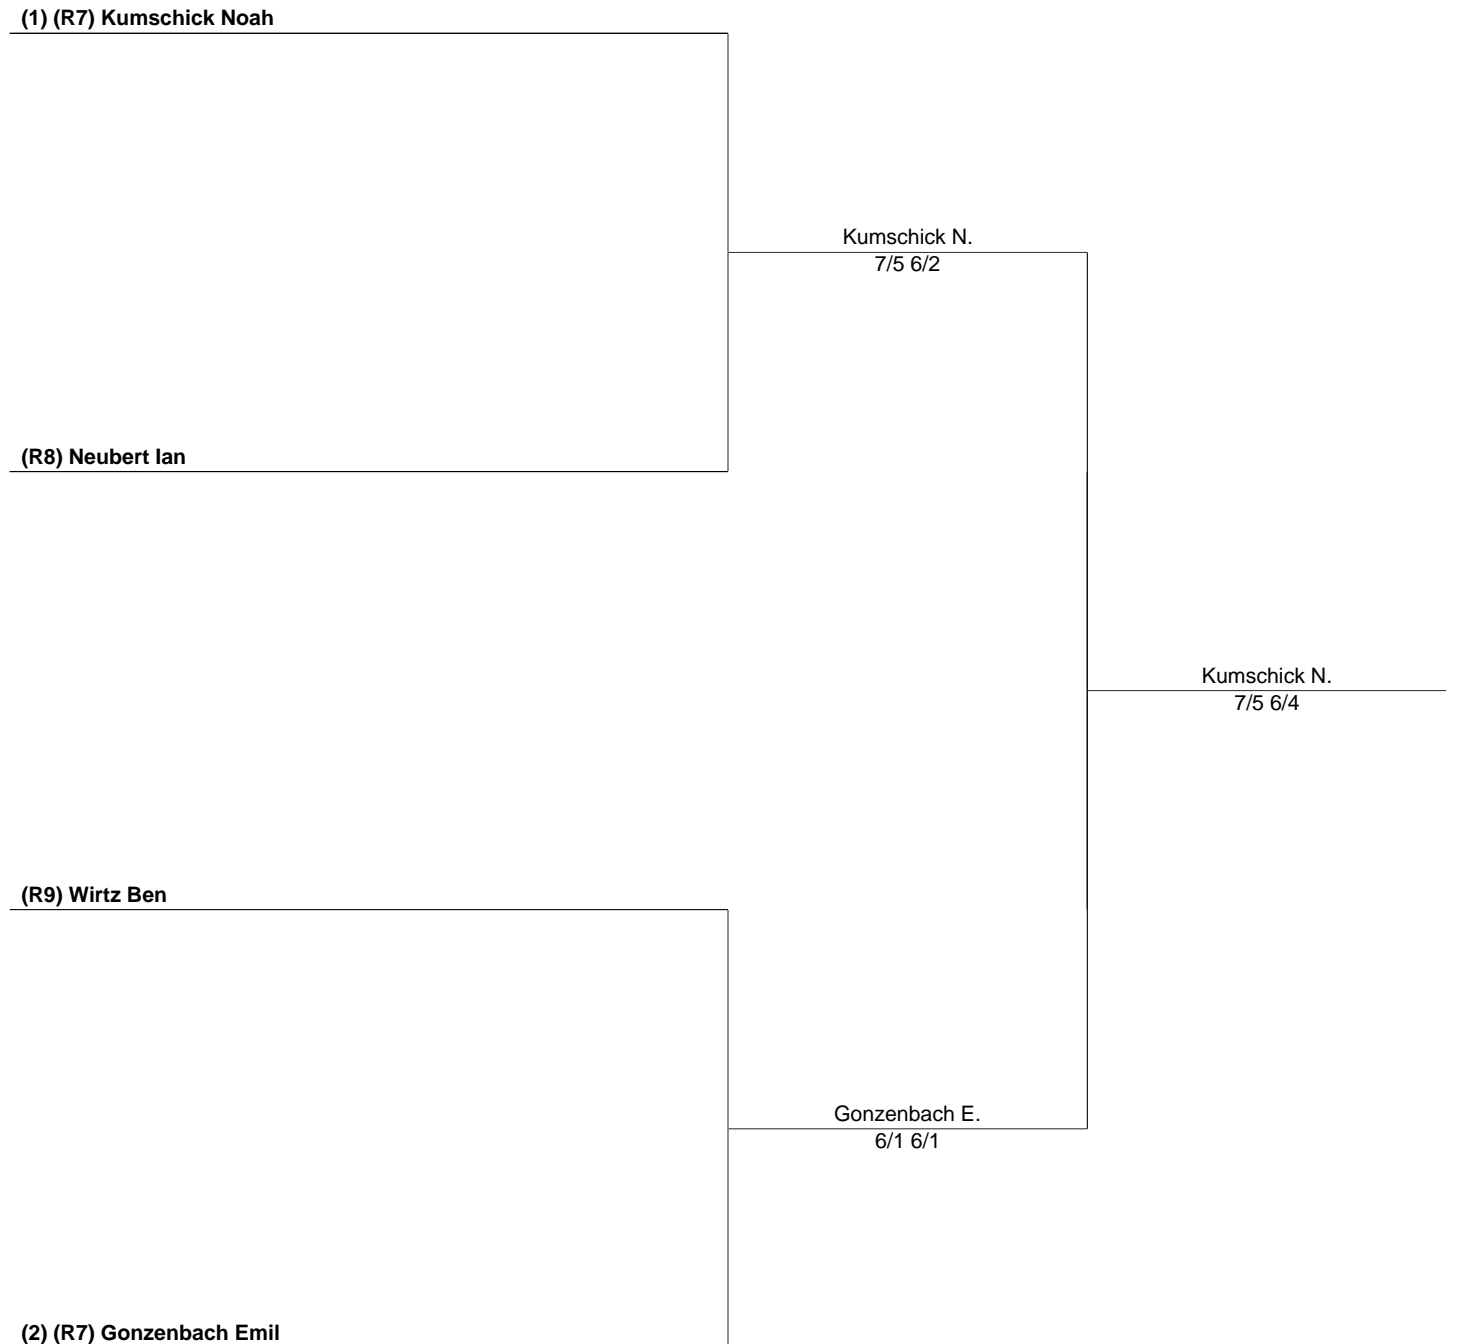 (1) (R7) Kumschick Noah
Kumschick N.
7/5 6/2
(R8) Neubert Ian
Kumschick N.
7/5 6/4
(R9) Wirtz Ben
Gonzenbach E.
6/1 6/1
(2) (R7) Gonzenbach Emil